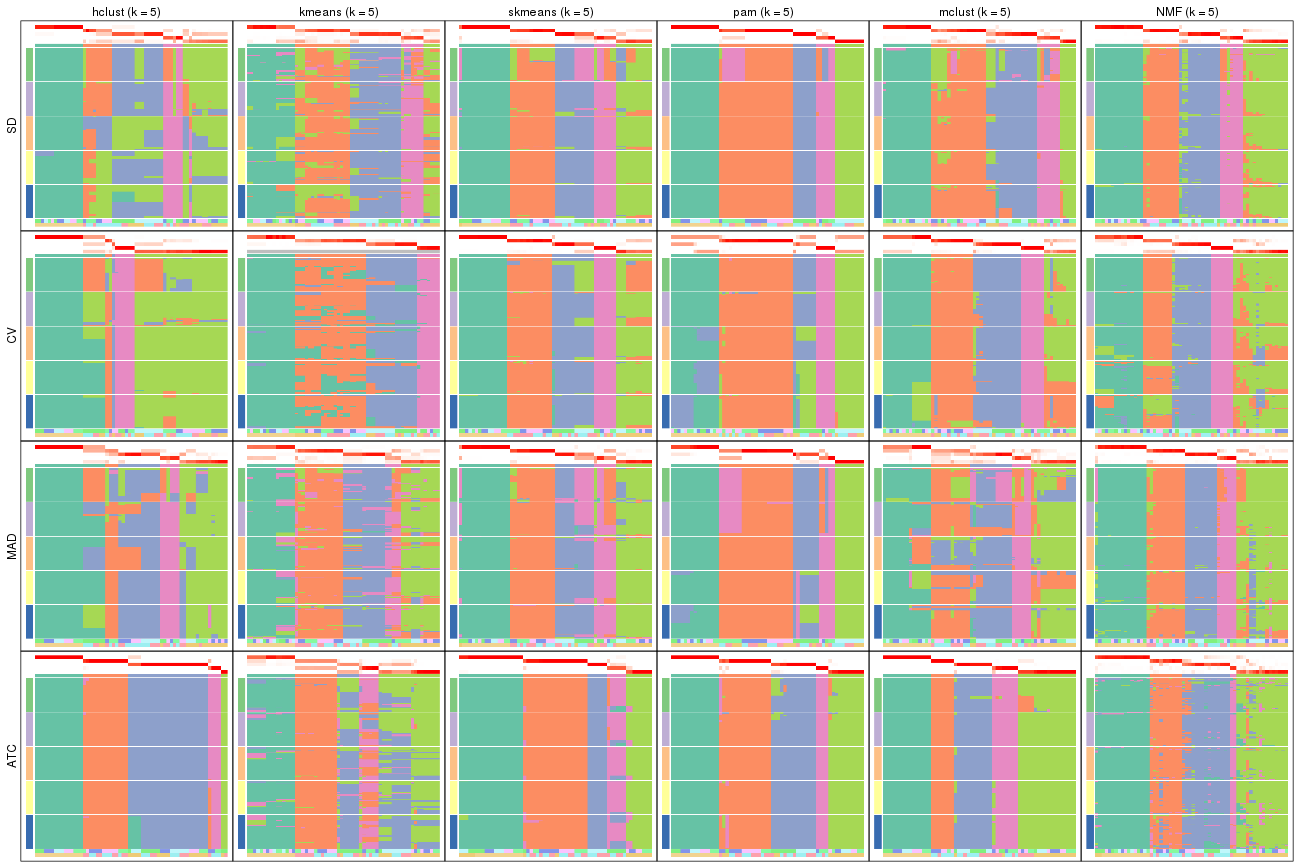 hclust (k = 5) kmeans (k = 5) skmeans (k = 5) pam (k = 5) mclust (k = 5) NMF (k = 5)
SD
CV
MAD
ATC